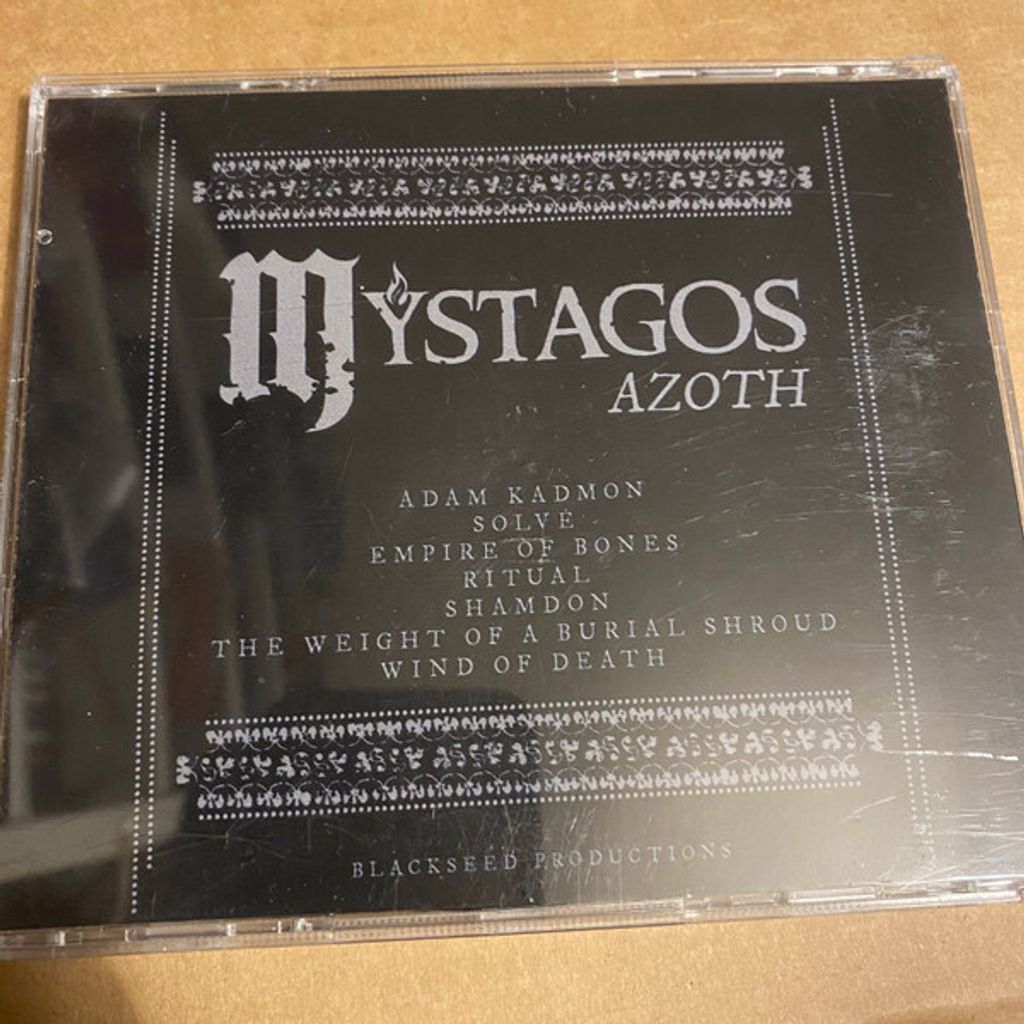 MYSTAGOS
AZOTH
ADAM KADMON
SOLVE
EMPIRE OF BONES
RITUAL
SHAMDON
THE WEIGHT OF A BURIAL SHROUD
WIND OF DEATH
BLACKSEED PRODUCTIONS